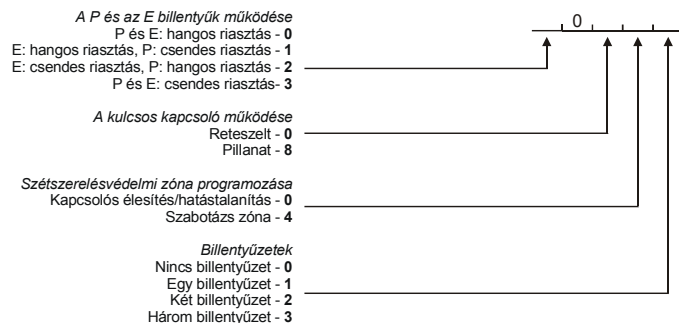 A P és az E billentyűk működése
P és E: hangos riasztás - 0
E: hangos riasztás, P: csendes riasztás - 1
E: csendes riasztás, P: hangos riasztás - 2
P és E: csendes riasztás- 3
0
A kulcsos kapcsoló működése
Reteszelt - 0
Pillanat - 8
Szétszerelésvédelmi zóna programozása
Kapcsolós élesítés/hatástalanítás - 0
Szabotázs zóna - 4
Billentyűzetek
Nincs billentyűzet - 0
Egy billentyűzet - 1
Két billentyűzet - 2
Három billentyűzet - 3